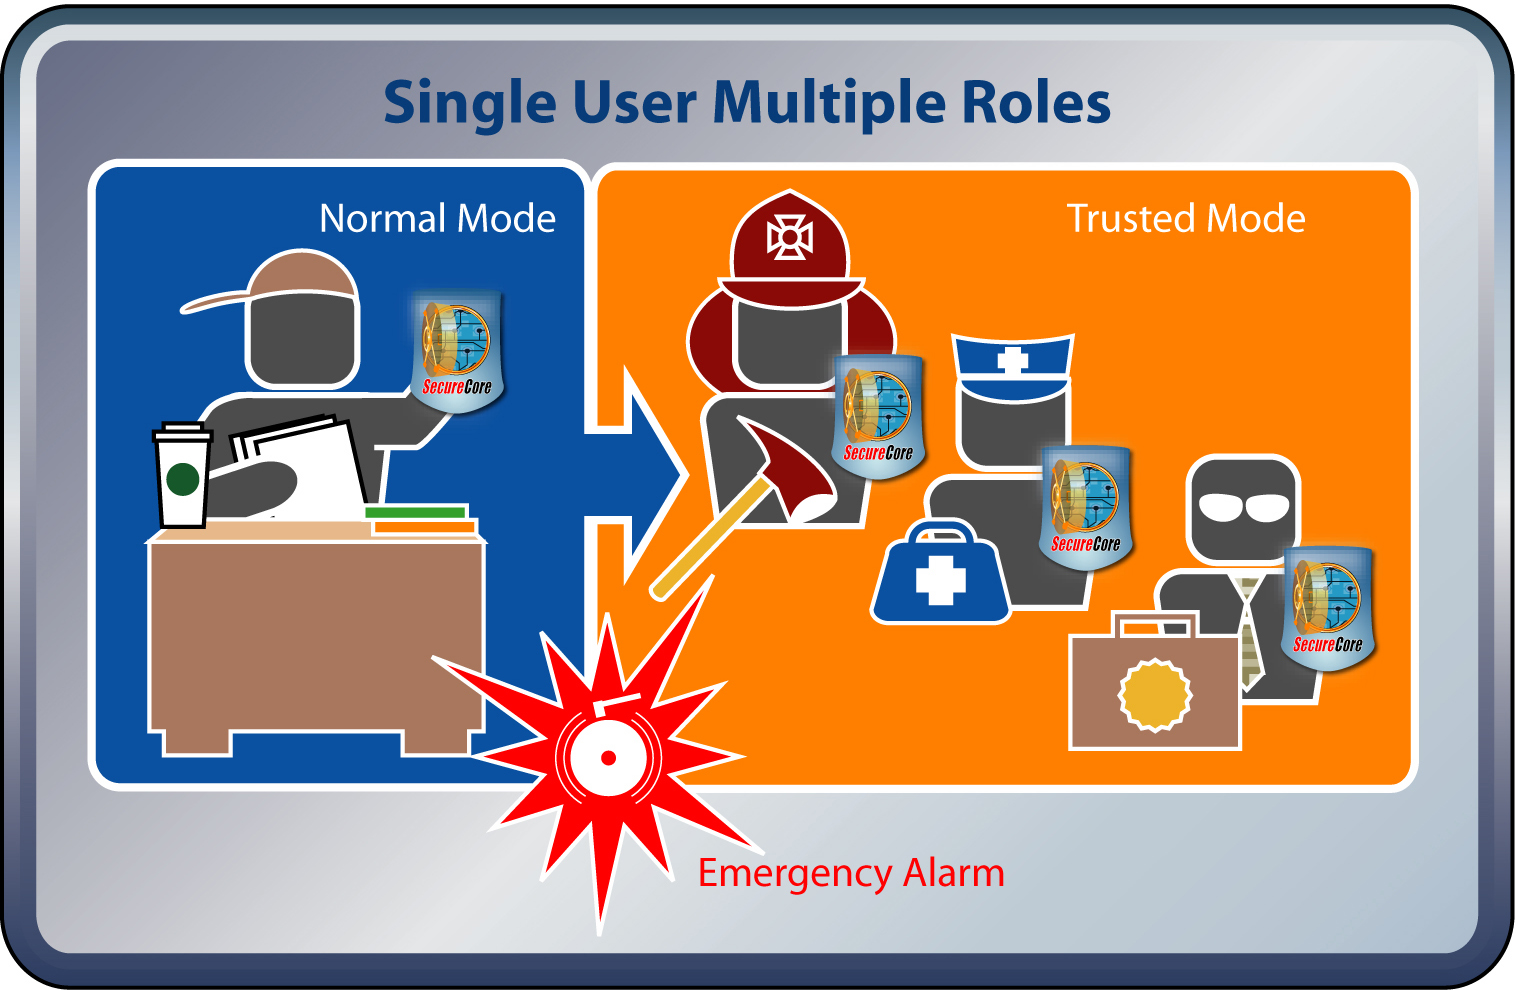 Single User Multiple Roles
Normal Mode
Trusted Mode
SecureCore
SecureCore
SecureCore
SecureCore
Emergency Alarm